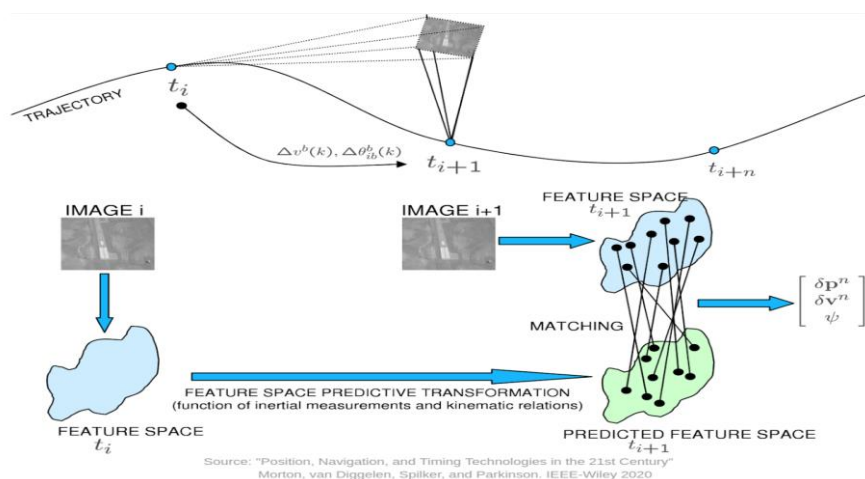 t_i
TRAJECTORY
Δv^b(k), Δθ^b_{ib}(k)
t_{i+1}
t_{i+n}
IMAGE i
IMAGE i+1
FEATURE SPACE
t_{i+1}
MATCHING
[δp^n
δv^n
ψ]
FEATURE SPACE PREDICTIVE TRANSFORMATION
(function of inertial measurements and kinematic relations)
FEATURE SPACE
t_i
PREDICTED FEATURE SPACE
t_{i+1}
Source: "Position, Navigation, and Timing Technologies in the 21st Century"
Morton, van Diggelen, Spilker, and Parkinson. IEEE-Wiley 2020